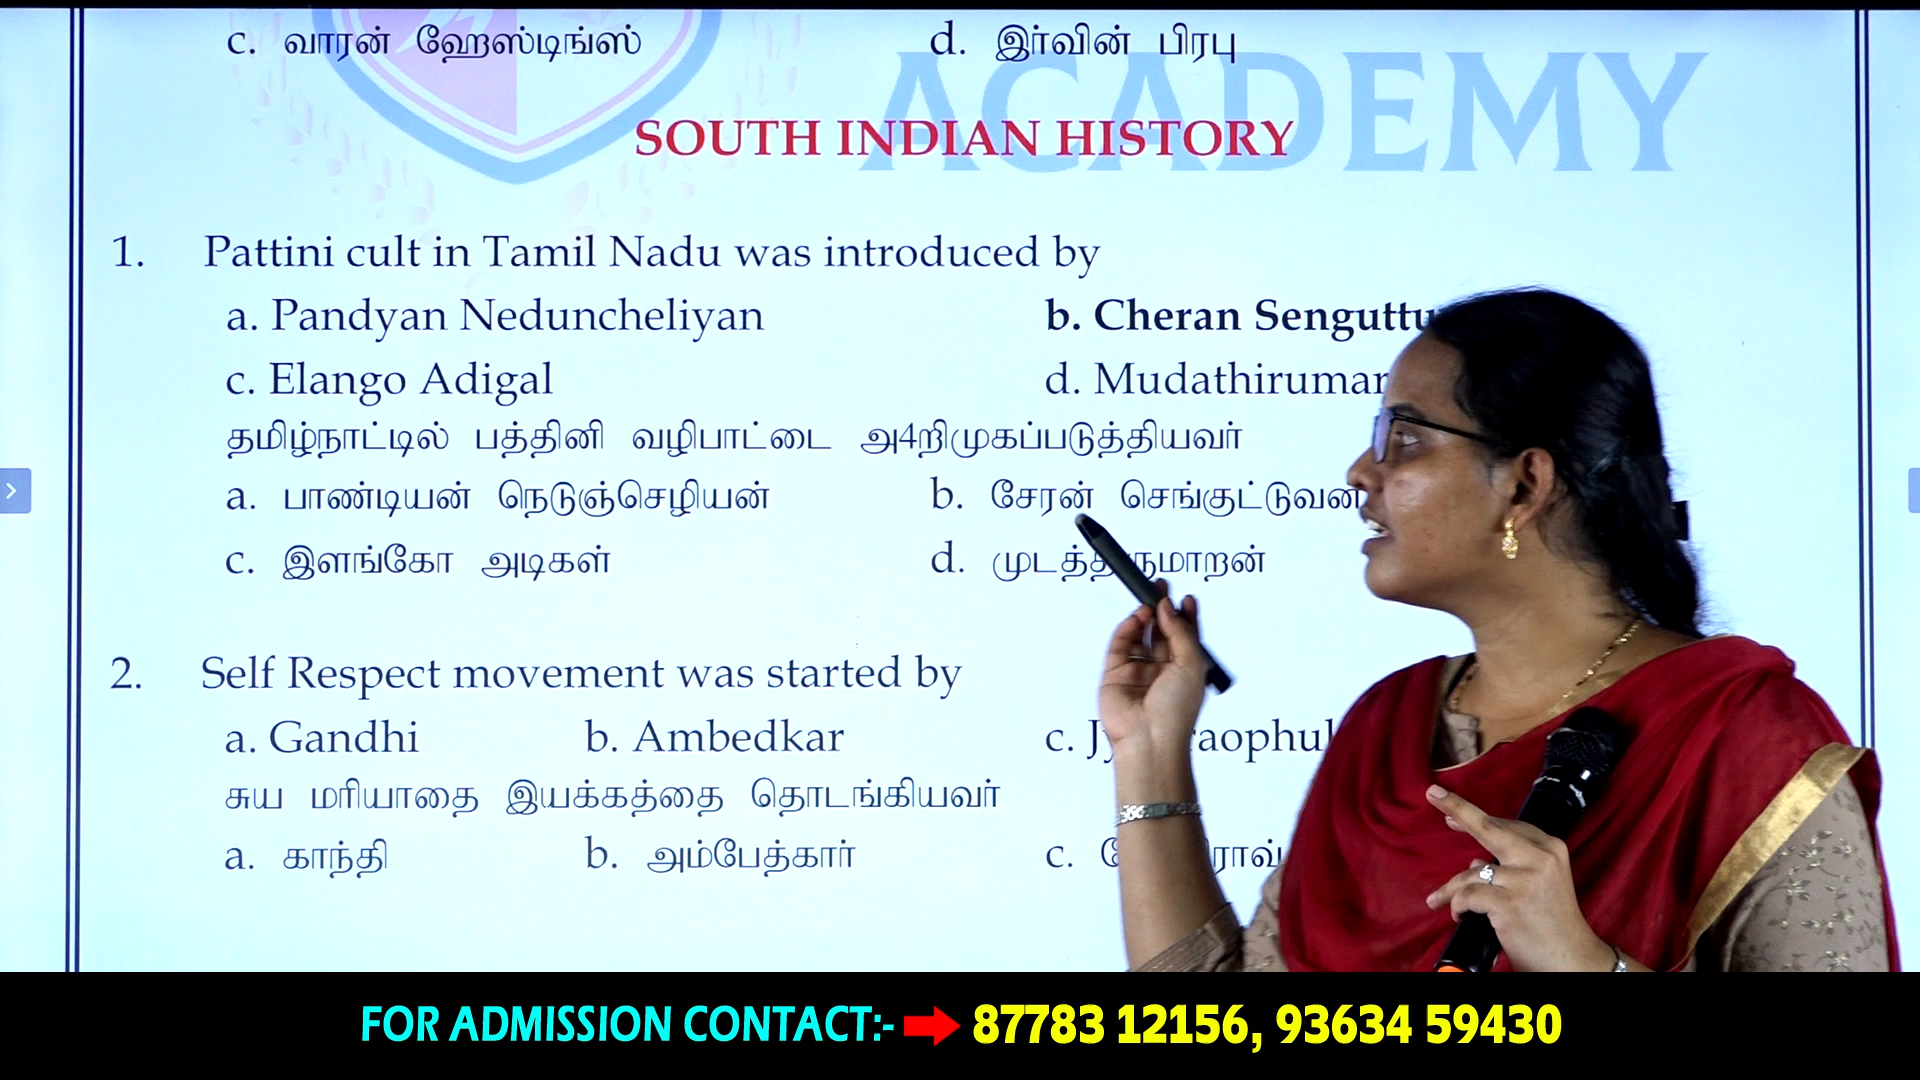 c. வாரன் ஹேஸ்டிங்ஸ் d. இர்வின் பிரபு
ACADEMY
SOUTH INDIAN HISTORY
1. Pattini cult in Tamil Nadu was introduced by
a. Pandyan Neduncheliyan b. Cheran
c. Elango Adigal d.
தமிழ்நாட்டில் பத்தினி வழிபாட்டை அ4றிமுகப்படுத்தியவர்
a. பாண்டியன் நெடுஞ்செழியன் b. சேரன் செங்குட்டுவன்
c. இளங்கோ அடிகள் d. முடத்திருமாறன்
2. Self Respect movement was started by
a. Gandhi b. Ambedkar c.
சுய மரியாதை இயக்கத்தை தொடங்கியவர்
a. காந்தி b. அம்பேத்கார் c.
FOR ADMISSION CONTACT:- 87783 12156, 93634 59430